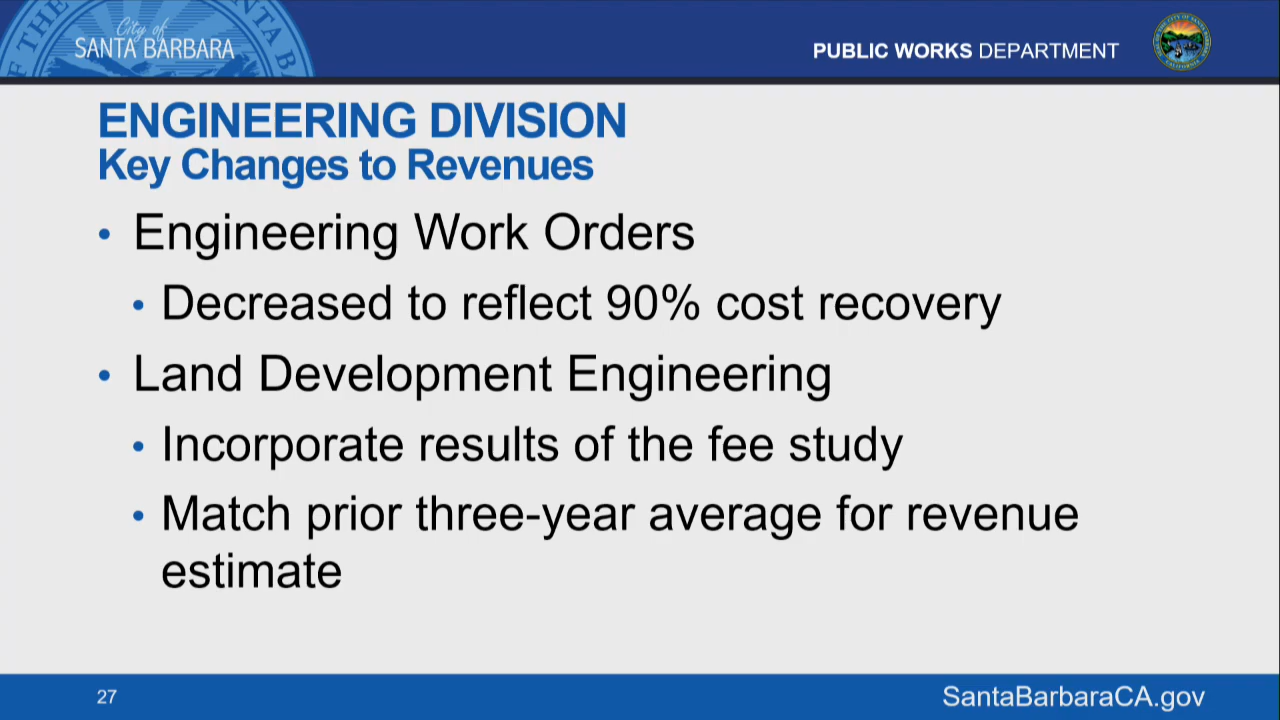 City of
SANTA BARBARA
PUBLIC WORKS DEPARTMENT
ENGINEERING DIVISION
Key Changes to Revenues
• Engineering Work Orders
• Decreased to reflect 90% cost recovery
• Land Development Engineering
• Incorporate results of the fee study
• Match prior three-year average for revenue
estimate
27
SantaBarbaraCA.gov